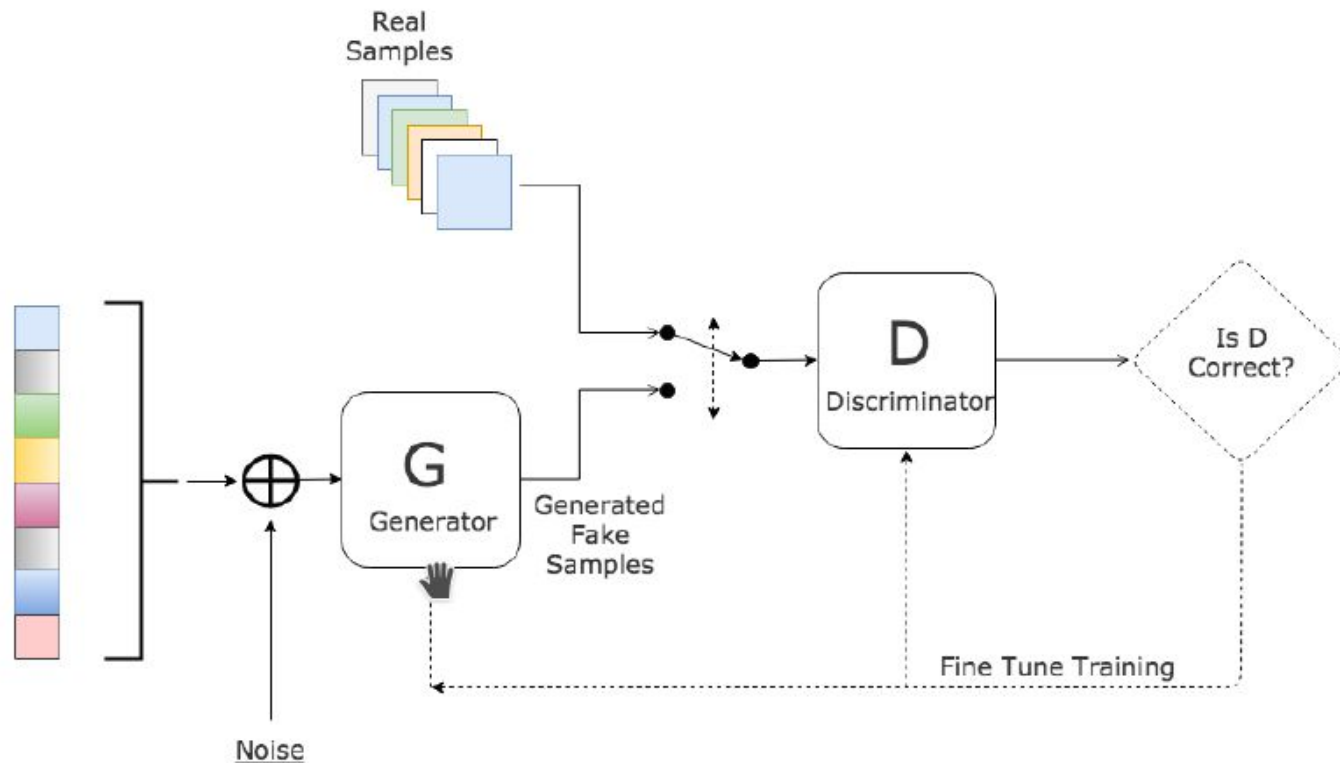 Real
Samples
Is D
Correct?
D
Discriminator
G
Generator
Generated
Fake
Samples
Fine Tune Training
Noise